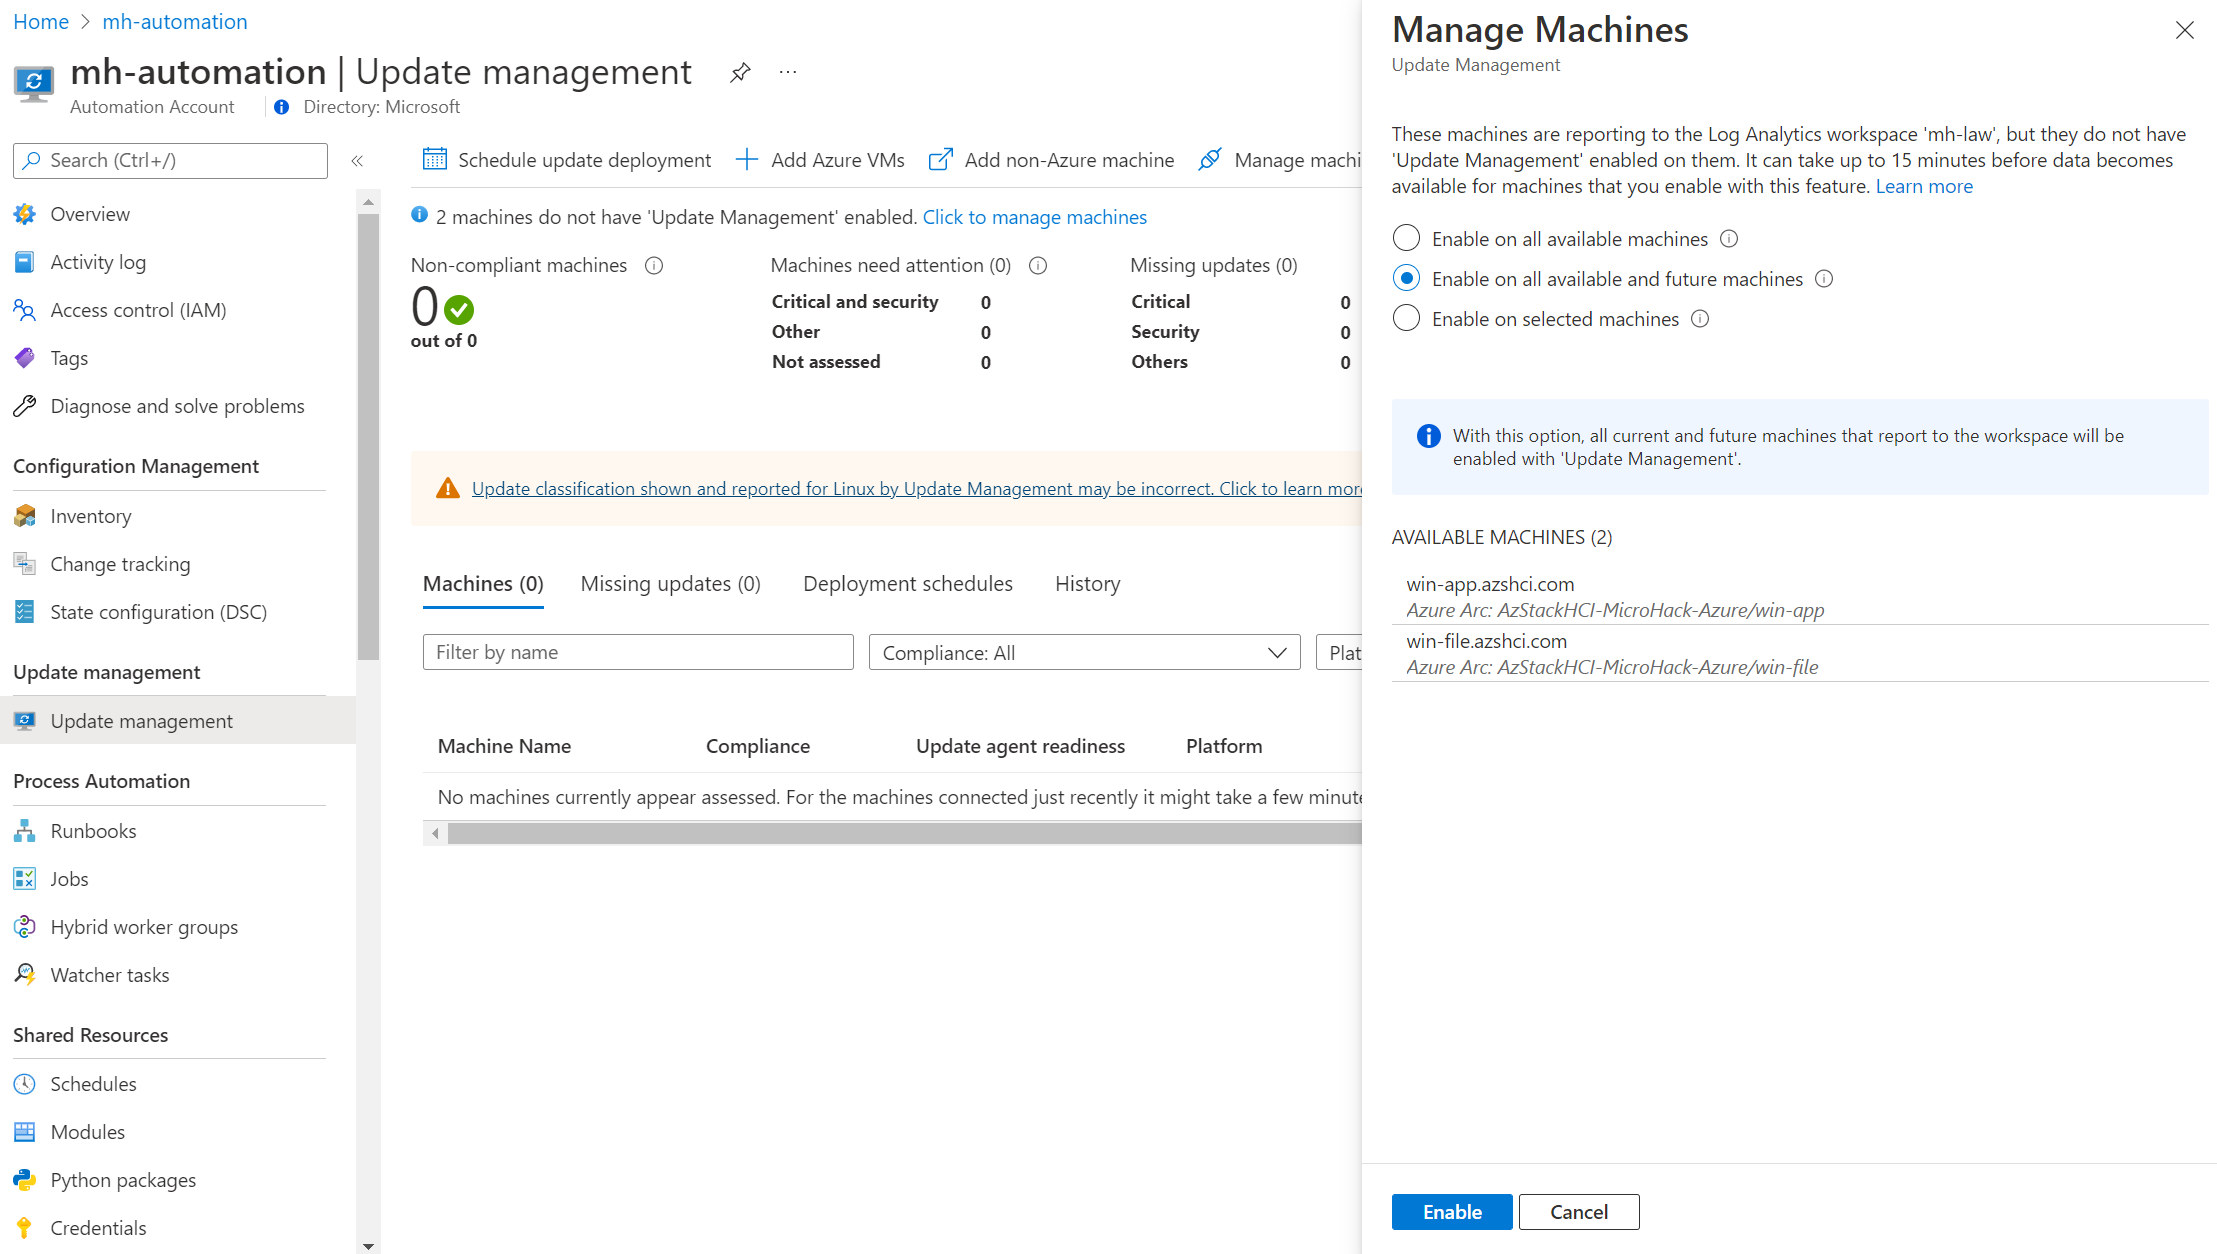 Home > mh-automation
mh-automation | Update management
Automation Account
Directory: Microsoft
Search (Ctrl+/)
Overview
Activity log
Access control (IAM)
Tags
Diagnose and solve problems
Configuration Management
Inventory
Change tracking
State configuration (DSC)
Update management
Update management
Process Automation
Runbooks
Jobs
Hybrid worker groups
Watcher tasks
Shared Resources
Schedules
Modules
Python packages
Credentials
Schedule update deployment
Add Azure VMs
Add non-Azure machine
Manage machi
2 machines do not have 'Update Management' enabled. Click to manage machines
Non-compliant machines
0
out of 0
Machines need attention (0)
Critical and security 0
Other 0
Not assessed 0
Missing updates (0)
Critical 0
Security 0
Others 0
Update classification shown and reported for Linux by Update Management may be incorrect. Click to learn more
Machines (0)
Missing updates (0)
Deployment schedules
History
Filter by name
Compliance: All
Plat
Machine Name
Compliance
Update agent readiness
Platform
No machines currently appear assessed. For the machines connected just recently it might take a few minute
Manage Machines
Update Management
These machines are reporting to the Log Analytics workspace 'mh-law', but they do not have
'Update Management' enabled on them. It can take up to 15 minutes before data becomes
available for machines that you enable with this feature. Learn more
Enable on all available machines
Enable on all available and future machines
Enable on selected machines
With this option, all current and future machines that report to the workspace will be
enabled with 'Update Management'.
AVAILABLE MACHINES (2)
win-app.azshci.com
Azure Arc: AzStackHCI-MicroHack-Azure/win-app
win-file.azshci.com
Azure Arc: AzStackHCI-MicroHack-Azure/win-file
Enable
Cancel